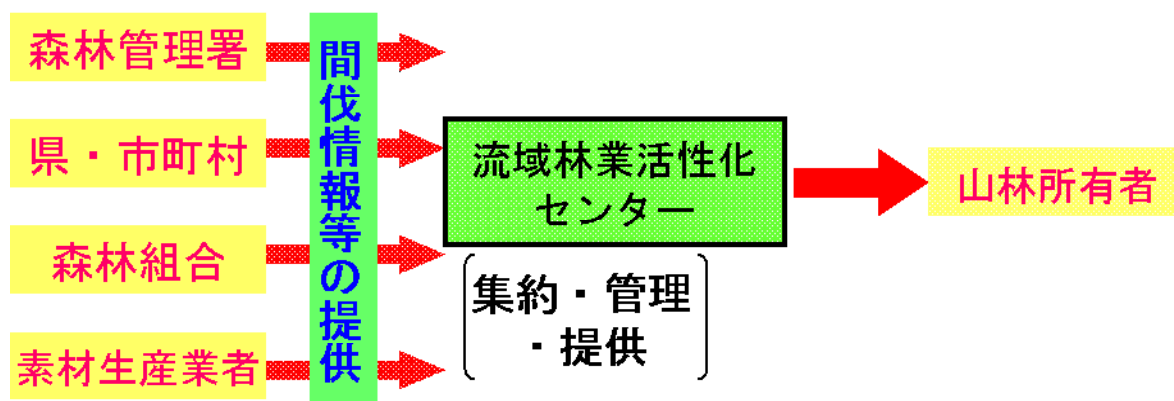 森林管理署
県・市町村
森林組合
素材生産業者
間伐情報等の提供
流域林業活性化
センター
集約・管理
・提供
山林所有者